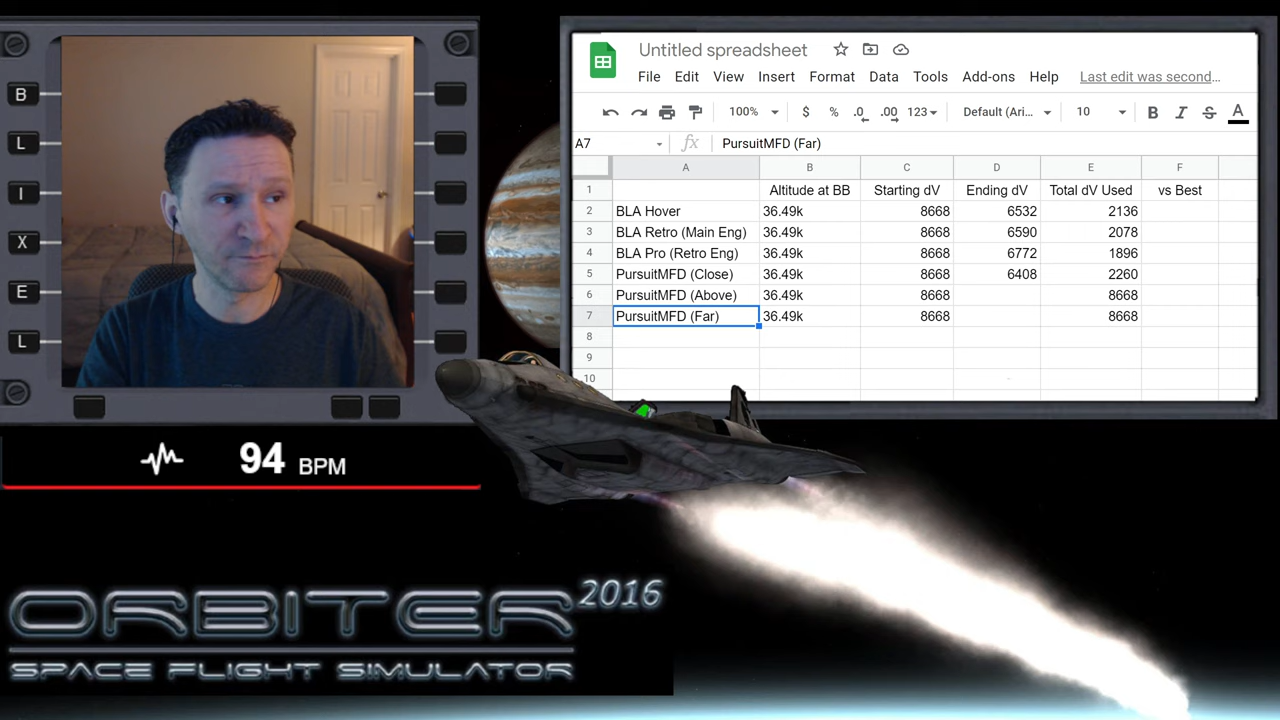 B
L
I
X
E
L
94 BPM
ORBITER 2016
SPACE FLIGHT SIMULATOR
Untitled spreadsheet
File Edit View Insert Format Data Tools Add-ons Help Last edit was second...
100% $ % .0 .00 123 Default (Ari... 10 B I S A
A7 fx PursuitMFD (Far)
A B C D E F
1 Altitude at BB Starting dV Ending dV Total dV Used vs Best
2 BLA Hover 36.49k 8668 6532 2136
3 BLA Retro (Main Eng) 36.49k 8668 6590 2078
4 BLA Pro (Retro Eng) 36.49k 8668 6772 1896
5 PursuitMFD (Close) 36.49k 8668 6408 2260
6 PursuitMFD (Above) 36.49k 8668 8668
7 PursuitMFD (Far) 36.49k 8668 8668
8
9
10